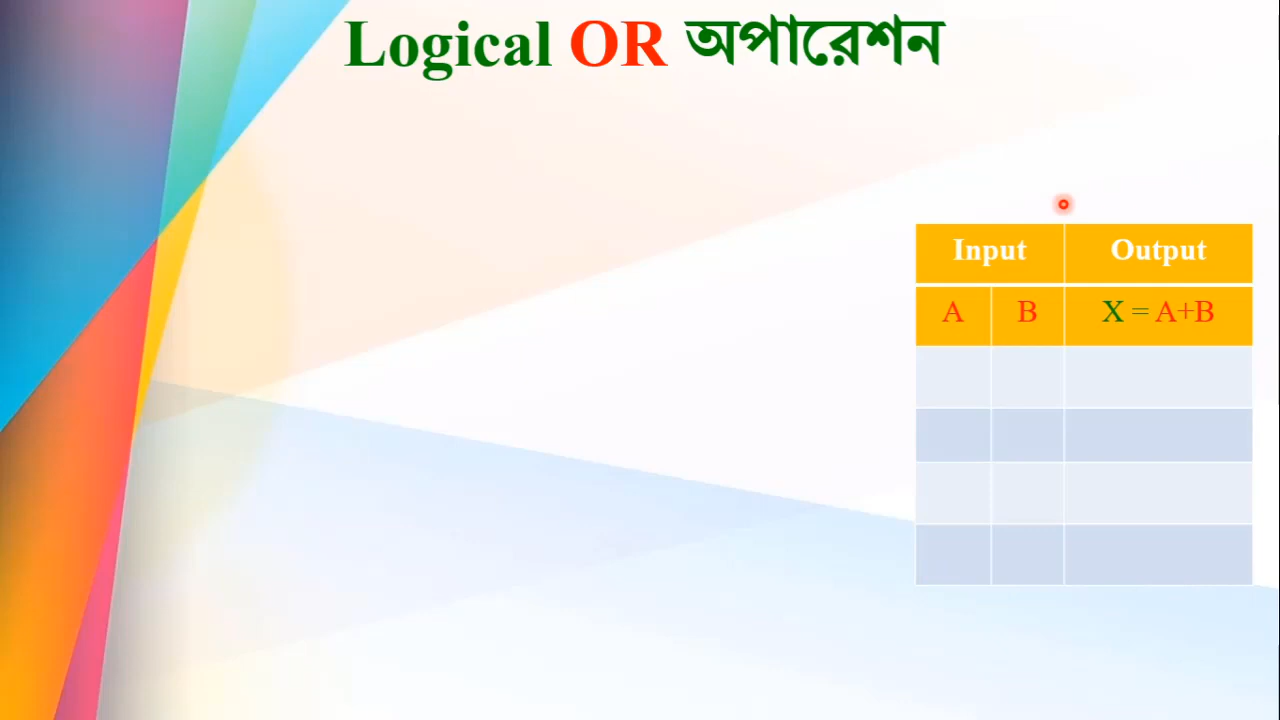 Logical OR অপারেশন
Input Output
A B X = A+B